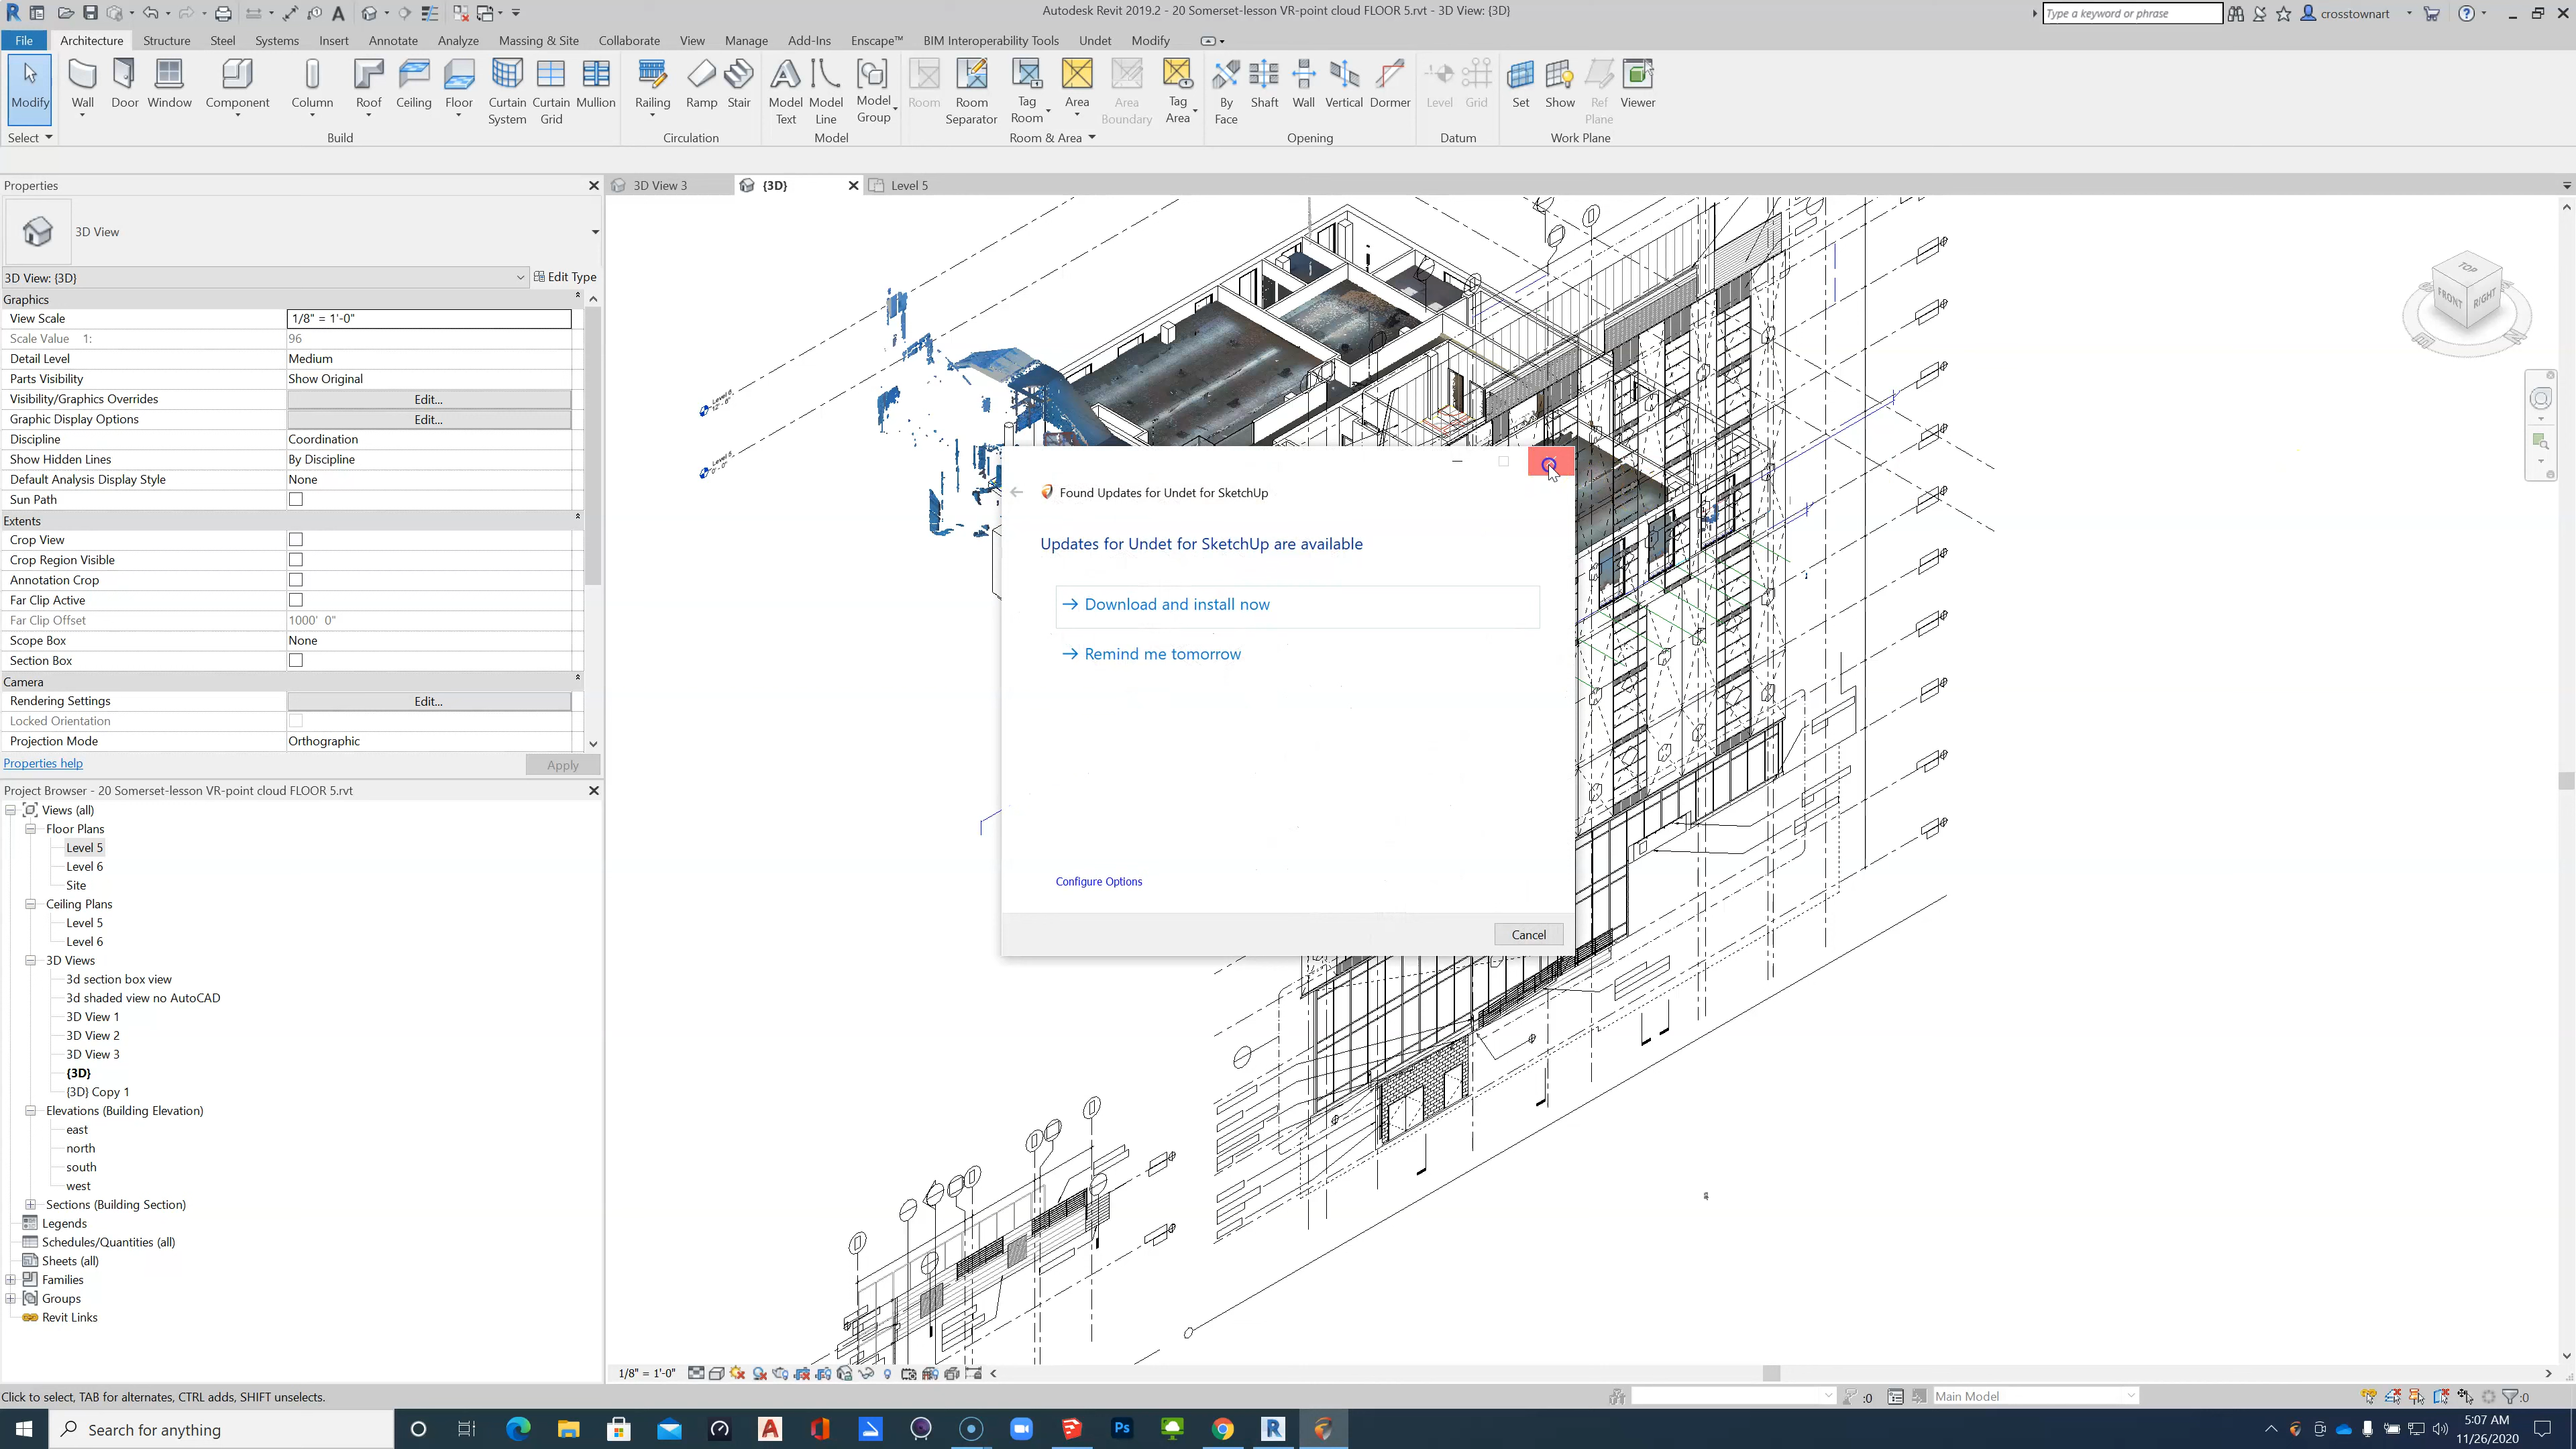 Autodesk Revit 2019.2 - 20 Somerset-lesson VR-point cloud FLOOR 5.rvt - 3D View: {3D}
Type a keyword or phrase
crosstownart
File Architecture Structure Steel Systems Insert Annotate Analyze Massing & Site Collaborate View Manage Add-Ins Enscape™ BIM Interoperability Tools Undet Modify
Modify Wall Door Window Component Column Roof Ceiling Floor Curtain System Curtain Grid Mullion Railing Ramp Stair Model Text Model Line Model Group Room Room Separator Tag Room Area Area Boundary Tag Area By Face Shaft Wall Vertical Dormer Level Grid Set Show Ref Plane Viewer
Select Build Circulation Model Room & Area Opening Datum Work Plane
Properties
3D View 3 {3D} Level 5
3D View
3D View: {3D} Edit Type
Graphics
View Scale 1/8" = 1'-0"
Scale Value 1: 96
Detail Level Medium
Parts Visibility Show Original
Visibility/Graphics Overrides Edit...
Graphic Display Options Edit...
Discipline Coordination
Show Hidden Lines By Discipline
Default Analysis Display Style None
Sun Path
Extents
Crop View
Crop Region Visible
Annotation Crop
Far Clip Active
Far Clip Offset 1000' 0"
Scope Box None
Section Box
Camera
Rendering Settings Edit...
Locked Orientation
Projection Mode Orthographic
Properties help Apply
Project Browser - 20 Somerset-lesson VR-point cloud FLOOR 5.rvt
Views (all)
Floor Plans
Level 5
Level 6
Site
Ceiling Plans
Level 5
Level 6
3D Views
3d section box view
3d shaded view no AutoCAD
3D View 1
3D View 2
3D View 3
{3D}
{3D} Copy 1
Elevations (Building Elevation)
east
north
south
west
Sections (Building Section)
Legends
Schedules/Quantities (all)
Sheets (all)
Families
Groups
Revit Links
TOP
FRONT
RIGHT
Found Updates for Undet for SketchUp
Updates for Undet for SketchUp are available
Download and install now
Remind me tomorrow
Configure Options
Cancel
1/8" = 1'-0"
Click to select, TAB for alternates, CTRL adds, SHIFT unselects.
:0
Main Model
:0
Search for anything
Ps
5:07 AM
11/26/2020